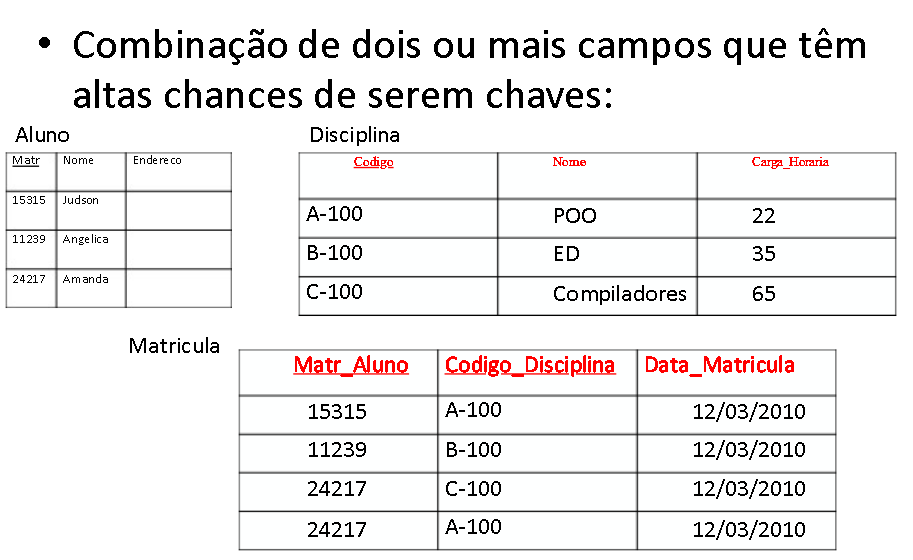 • Combinação de dois ou mais campos que têm
altas chances de serem chaves:
Aluno
Matr Nome Endereco
15315 Judson
11239 Angelica
24217 Amanda
Disciplina
Codigo Nome Carga_Horaria
A-100 POO 22
B-100 ED 35
C-100 Compiladores 65
Matricula
Matr_Aluno Codigo_Disciplina Data_Matricula
15315 A-100 12/03/2010
11239 B-100 12/03/2010
24217 C-100 12/03/2010
24217 A-100 12/03/2010